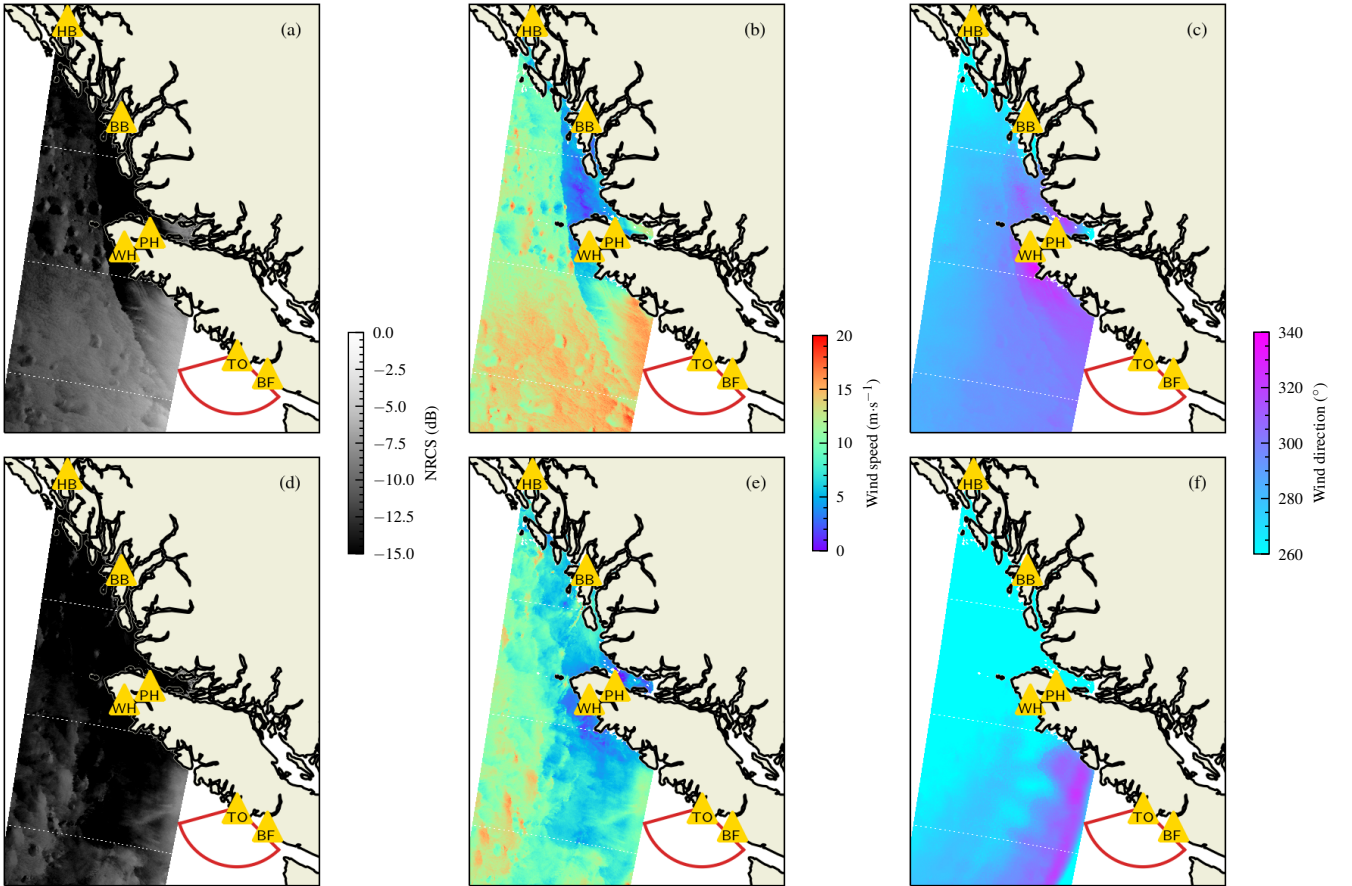 (a)
HB
BB
PH
WH
TO
BF
0.0
−2.5
−5.0
−7.5
−10.0
−12.5
−15.0
NRCS (dB)
(b)
HB
BB
PH
WH
TO
BF
20
15
10
5
0
Wind speed (m·s⁻¹)
(c)
HB
BB
PH
WH
TO
BF
340
320
300
280
260
Wind direction (°)
(d)
HB
BB
PH
WH
TO
BF
(e)
HB
BB
PH
WH
TO
BF
(f)
HB
BB
PH
WH
TO
BF